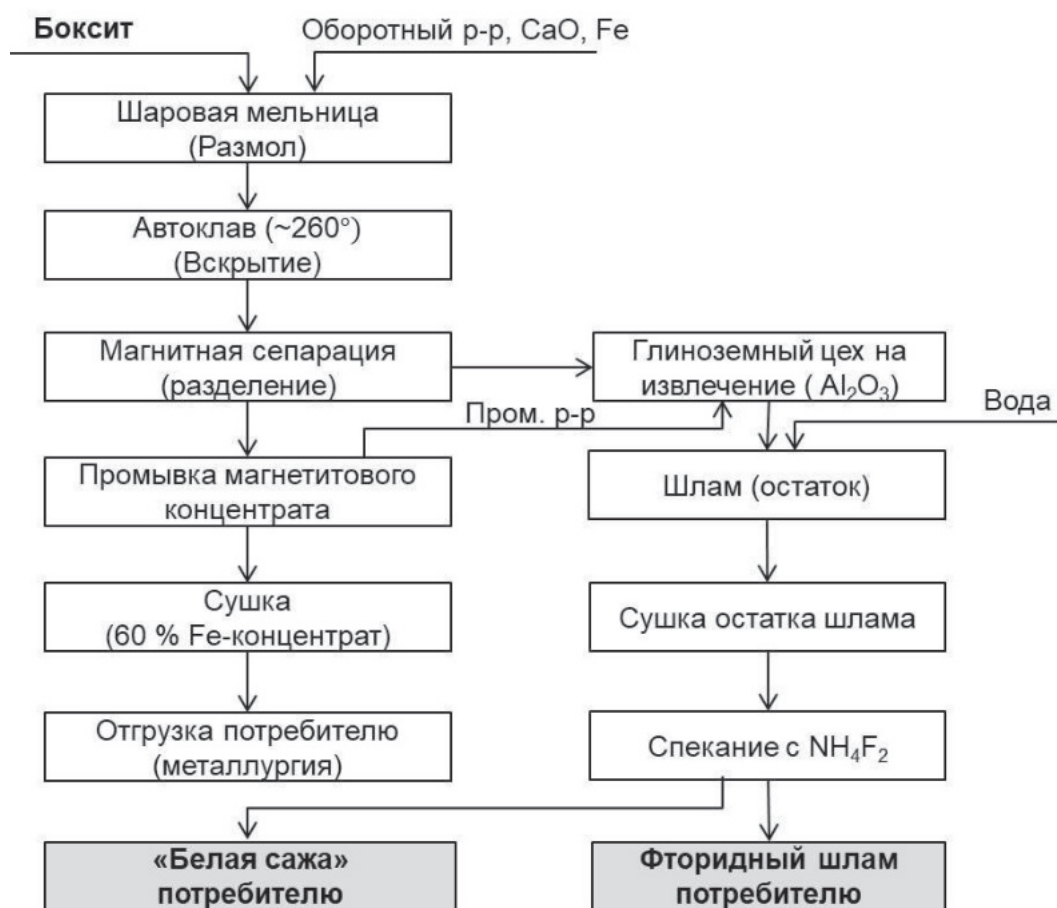 Боксит
Оборотный р-р, CaO, Fe
Шаровая мельница
(Размол)
Автоклав (~260°)
(Вскрытие)
Магнитная сепарация
(разделение)
Глиноземный цех на
извлечение ( Al₂O₃)
Пром. р-р
Вода
Промывка магнетитового
концентрата
Шлам (остаток)
Сушка
(60 % Fe-концентрат)
Сушка остатка шлама
Отгрузка потребителю
(металлургия)
Спекание с NH₄F₂
«Белая сажа»
потребителю
Фторидный шлам
потребителю